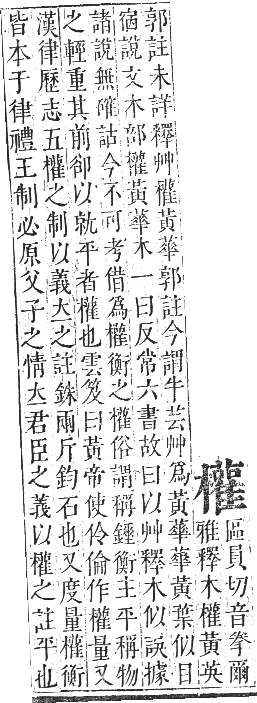 權
區員切音拳爾
雅釋木權黃英
郭註未詳釋艸權黃華郭註今謂牛芸艸爲黃華華黃葉似目
宿說文木部權黃華木一曰反常六書故曰以艸釋木似誤據
諸說無確詁今不可考借爲權衡之權俗謂稱錘衡主平稱物
之輕重其前卻以就平者權也雲笈曰黃帝使伶倫作權量又
漢律歷志五權之制以義立之註銖兩斤鈞石也又度量權衡
皆本于律禮王制必原父子之情立君臣之義以權之註平也